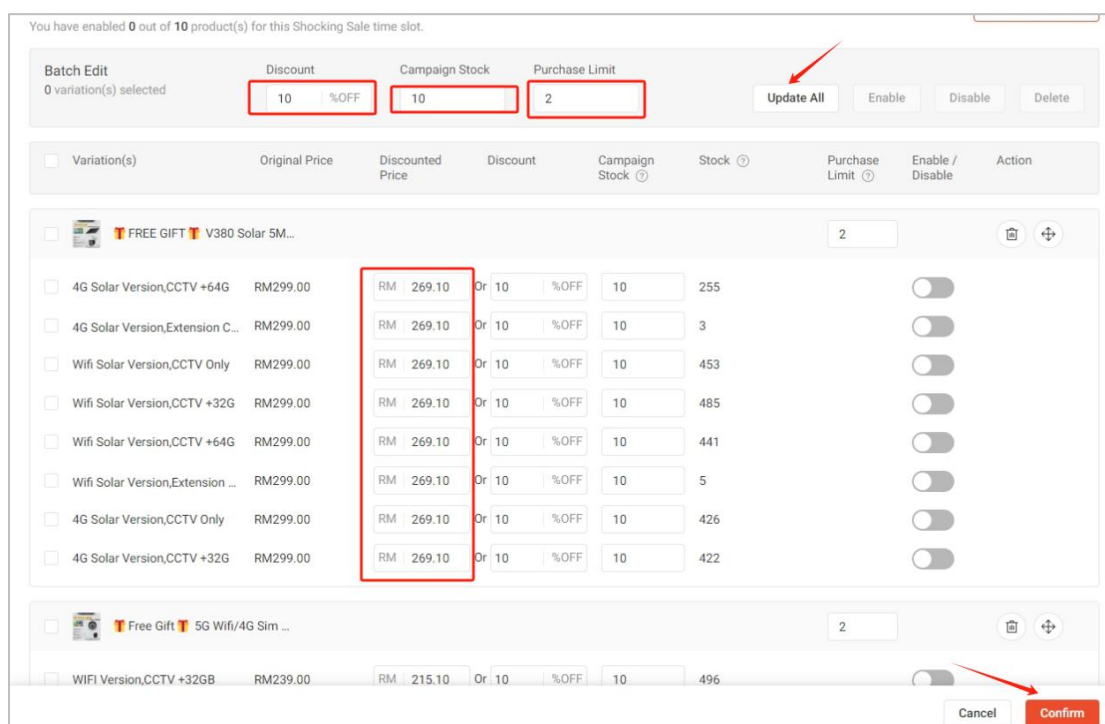 You have enabled 0 out of 10 product(s) for this Shocking Sale time slot.
Batch Edit Discount Campaign Stock Purchase Limit
0 variation(s) selected 10 %OFF 10 2 Update All Enable Disable Delete
Variation(s) Original Price Discounted Price Discount Campaign Stock ? Stock ? Purchase Limit ? Enable / Disable Action
🎁 FREE GIFT 🎁 V380 Solar 5M... 2
4G Solar Version,CCTV +64G RM299.00 RM 269.10 Or 10 %OFF 10 255
4G Solar Version,Extension C... RM299.00 RM 269.10 Or 10 %OFF 10 3
Wifi Solar Version,CCTV Only RM299.00 RM 269.10 Or 10 %OFF 10 453
Wifi Solar Version,CCTV +32G RM299.00 RM 269.10 Or 10 %OFF 10 485
Wifi Solar Version,CCTV +64G RM299.00 RM 269.10 Or 10 %OFF 10 441
Wifi Solar Version,Extension ... RM299.00 RM 269.10 Or 10 %OFF 10 5
4G Solar Version,CCTV Only RM299.00 RM 269.10 Or 10 %OFF 10 426
4G Solar Version,CCTV +32G RM299.00 RM 269.10 Or 10 %OFF 10 422
🎁 Free Gift 🎁 5G Wifi/4G Sim ... 2
WIFI Version,CCTV +32GB RM239.00 RM 215.10 Or 10 %OFF 10 496
Cancel Confirm